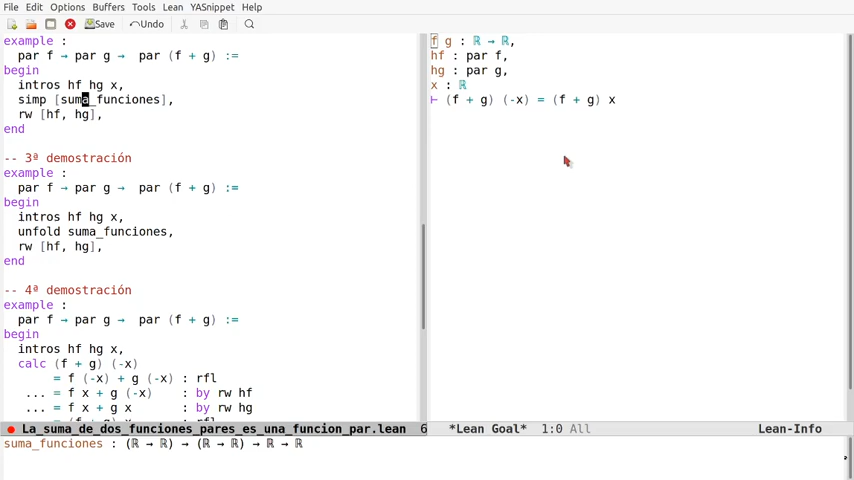 File Edit Options Buffers Tools Lean YASnippet Help
Save Undo
example :
par f → par g → par (f + g) :=
begin
intros hf hg x,
simp [suma_funciones],
rw [hf, hg],
end
-- 3ª demostración
example :
par f → par g → par (f + g) :=
begin
intros hf hg x,
unfold suma_funciones,
rw [hf, hg],
end
-- 4ª demostración
example :
par f → par g → par (f + g) :=
begin
intros hf hg x,
calc (f + g) (-x)
= f (-x) + g (-x) : rfl
... = f x + g (-x) : by rw hf
... = f x + g x : by rw hg
... = (f + g) x : rfl
La_suma_de_dos_funciones_pares_es_una_funcion_par.lean 6
f g : ℝ → ℝ,
hf : par f,
hg : par g,
x : ℝ
⊢ (f + g) (-x) = (f + g) x
*Lean Goal* 1:0 All Lean-Info
suma_funciones : (ℝ → ℝ) → (ℝ → ℝ) → ℝ → ℝ